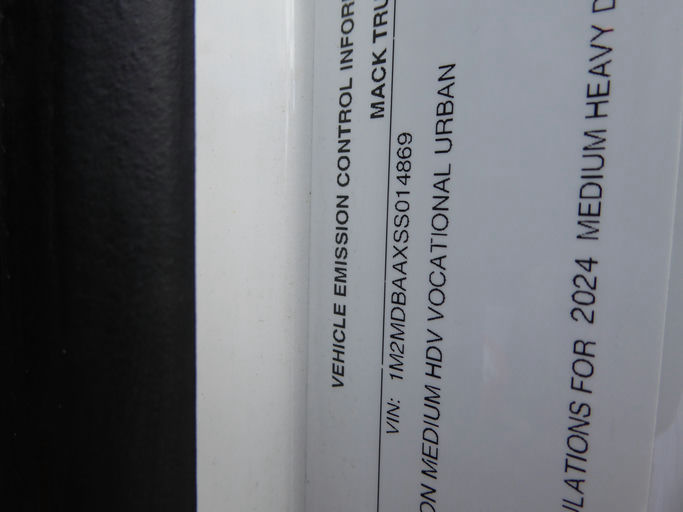 VEHICLE EMISSION CONTROL INFOR
MACK TRU
VIN: 1M2MDBAAXSS014869
ON MEDIUM HDV VOCATIONAL URBAN
ULATIONS FOR 2024 MEDIUM HEAVY D